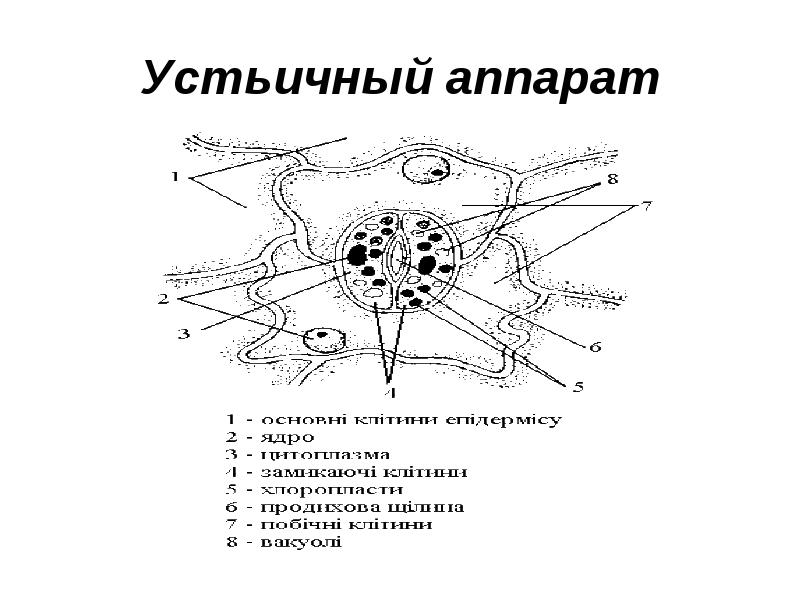 Устьичный аппарат
1
8
7
2
3
6
4
5
1 - основні клітини епідермісу
2 - ядро
3 - цитоплазма
4 - замикаючі клітини
5 - хлоропласти
6 - продихова щілина
7 - побічні клітини
8 - вакуолі